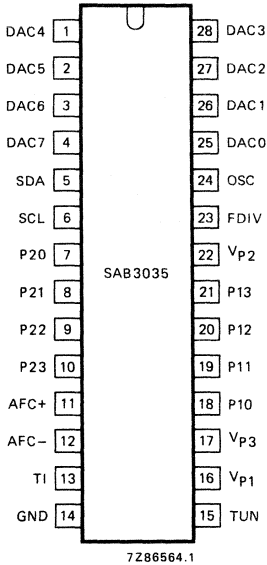 DAC4 1 28 DAC3
DAC5 2 27 DAC2
DAC6 3 26 DAC1
DAC7 4 25 DAC0
SDA 5 24 OSC
SCL 6 23 FDIV
P20 7 22 VP2
SAB3035
P21 8 21 P13
P22 9 20 P12
P23 10 19 P11
AFC+ 11 18 P10
AFC− 12 17 VP3
TI 13 16 VP1
GND 14 15 TUN
7Z86564.1